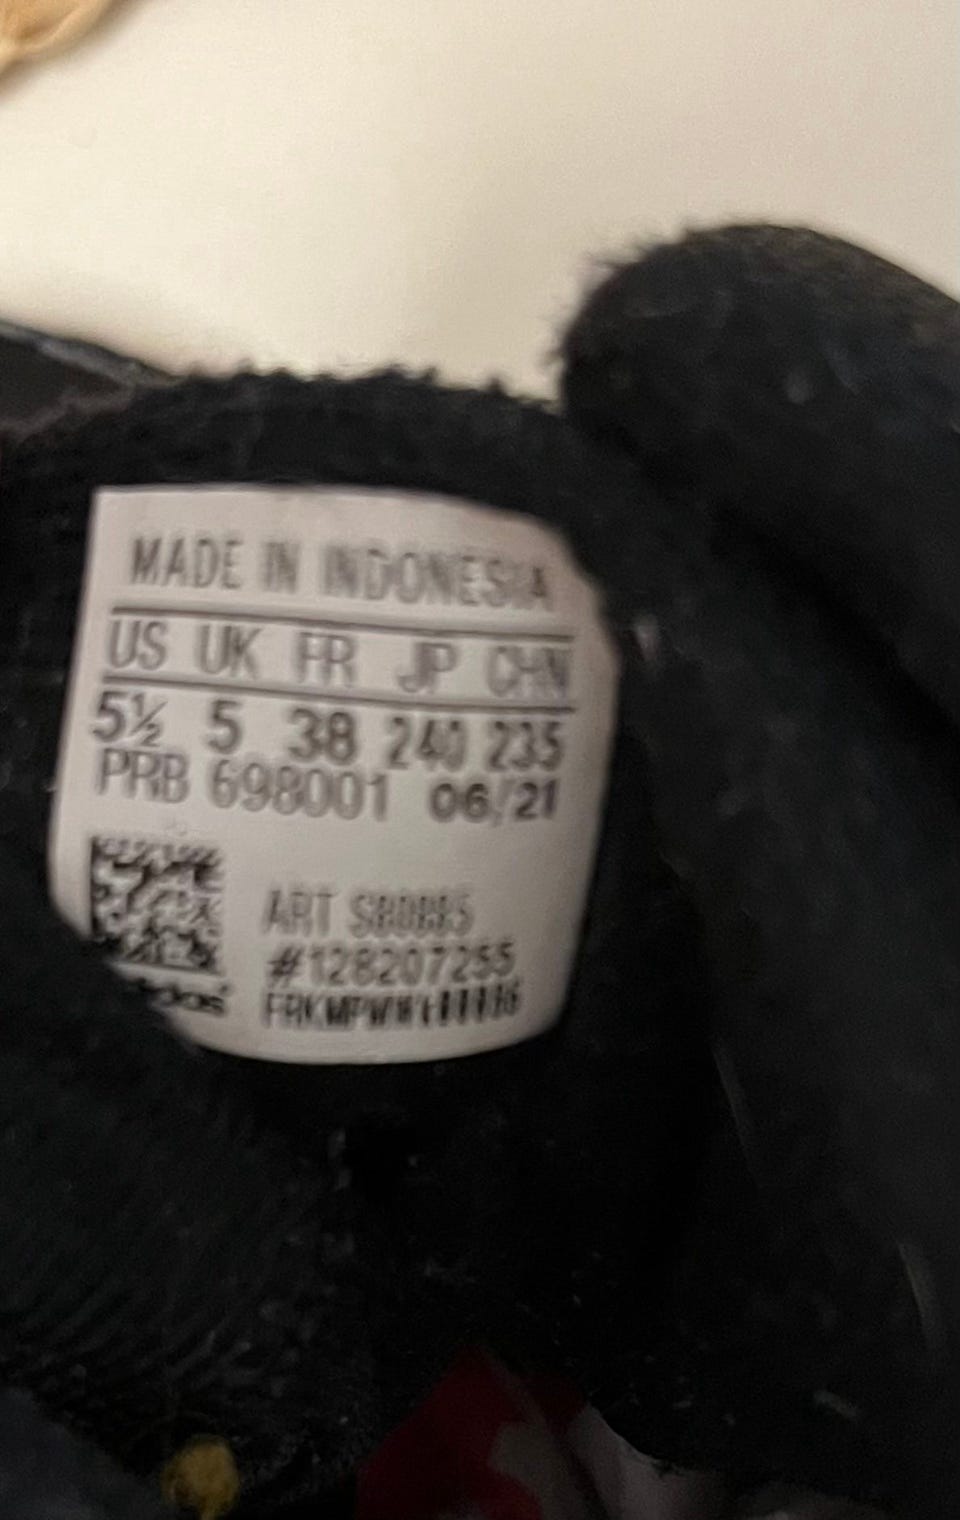 MADE IN INDONESIA
US UK FR JP CHN
5½ 5 38 240 235
PRB 698001 06/21
ART
#128207255